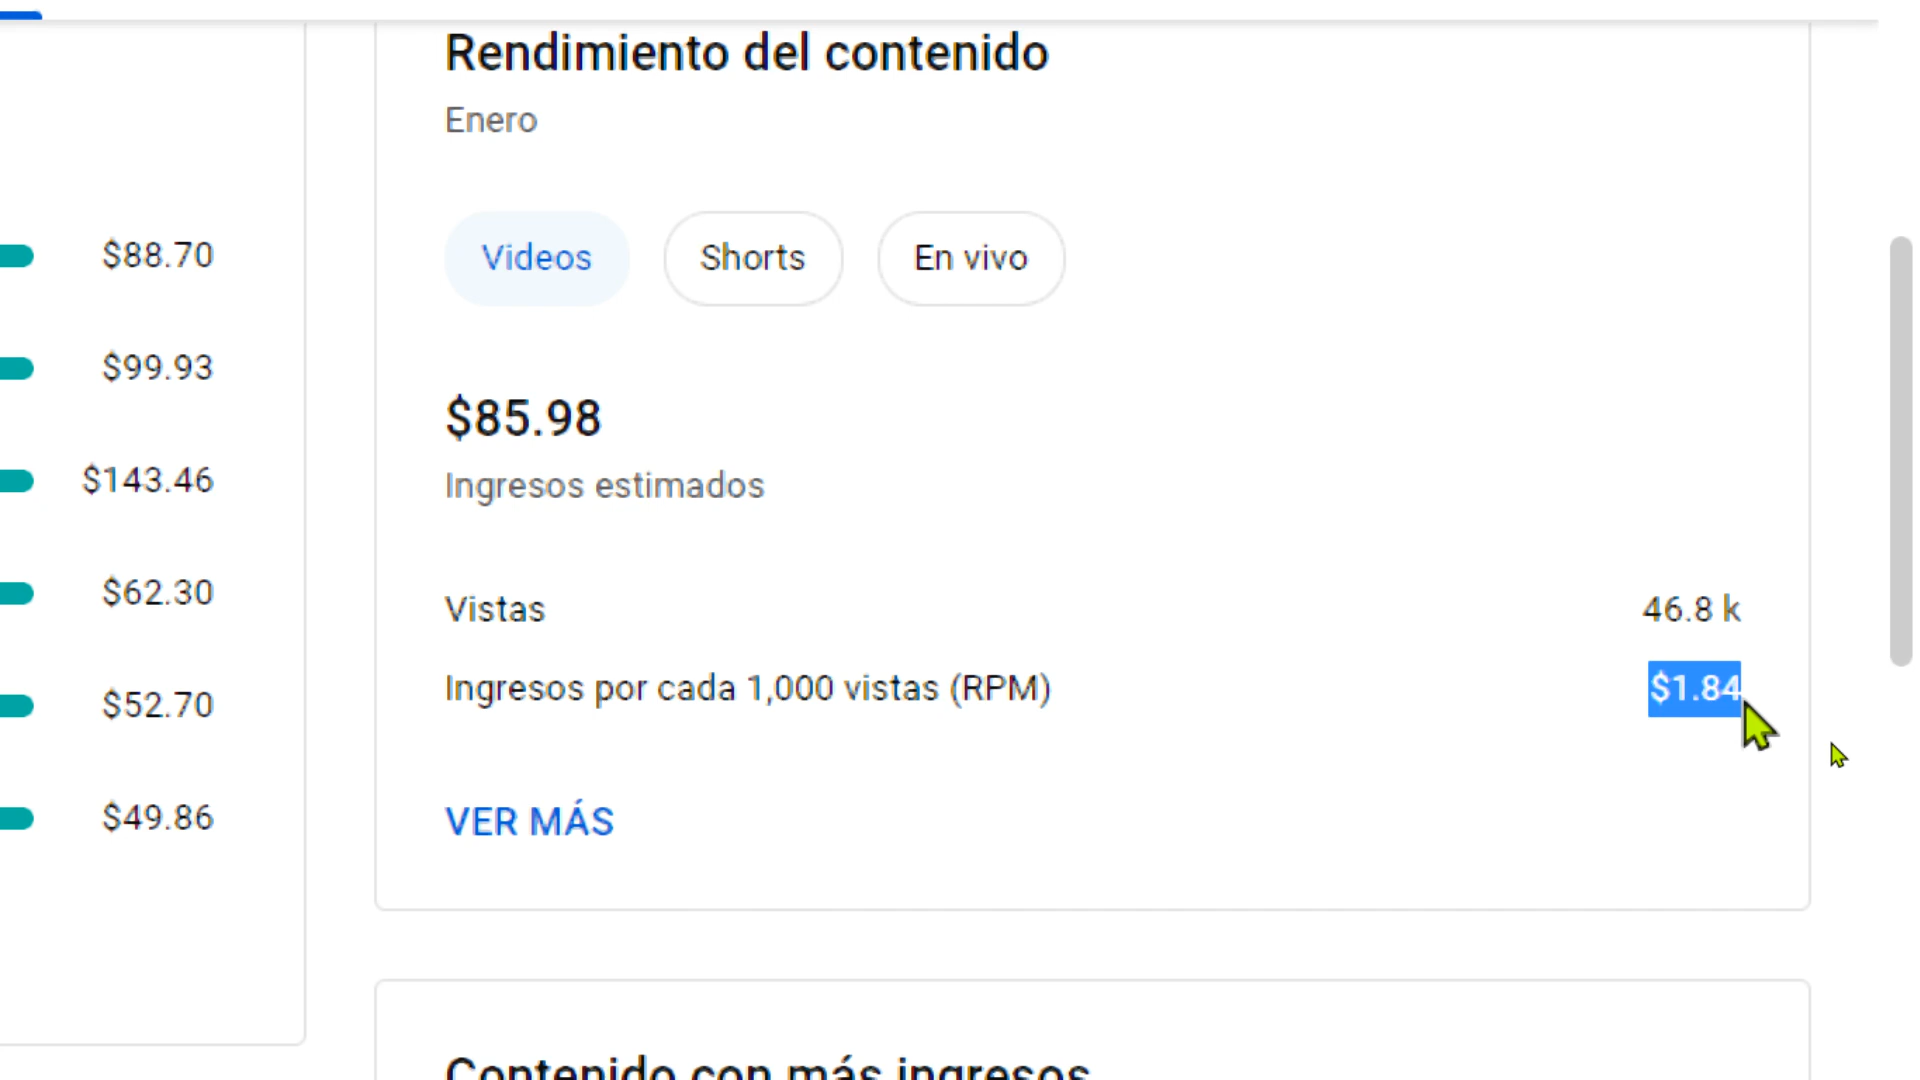 $88.70
$99.93
$143.46
$62.30
$52.70
$49.86
Rendimiento del contenido
Enero
Videos
Shorts
En vivo
$85.98
Ingresos estimados
Vistas
46.8 k
Ingresos por cada 1,000 vistas (RPM)
$1.84
VER MÁS
Contenido con más ingresos